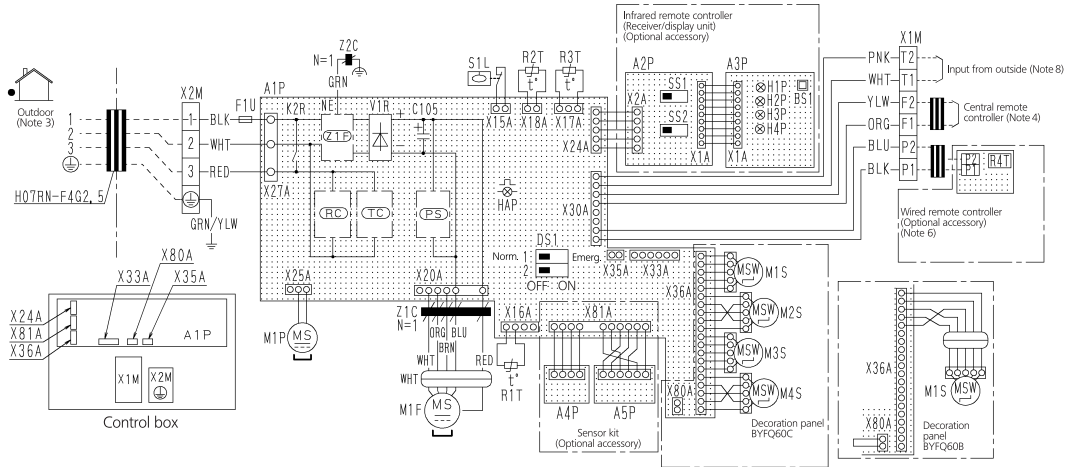 Outdoor
(Note 3)
1
2
3
H07RN-F4G2,5
X2M
1
2
3
BLK
WHT
RED
GRN/YLW
F1U
A1P
K2R
X27A
Z2C
N=1
GRN
NE
Z1F
V1R
+
-
C105
+
-
RC
TC
PS
S1L
X15A
R2T
t°
X18A
R3T
t°
X17A
HAP
X24A
X30A
DS1
Norm.
1
2
Emerg.
OFF ON
X35A
X33A
X25A
M1P
MS
X20A
Z1C
N=1
ORG
BLU
BRN
WHT
RED
WHT
M1F
MS
X16A
t°
R1T
X81A
A4P
A5P
Sensor kit
(Optional accessory)
Infrared remote controller
(Receiver/display unit)
(Optional accessory)
A2P
X2A
SS1
SS2
X1A
A3P
X1A
H1P
H2P
H3P
H4P
BS1
X1M
PNK
T2
WHT
T1
Input from outside (Note 8)
YLW
F2
ORG
F1
Central remote
controller (Note 4)
BLU
P2
BLK
P1
P2
P1
R4T
Wired remote controller
(Optional accessory)
(Note 6)
X36A
MSW
M1S
MSW
M2S
MSW
M3S
MSW
M4S
X80A
Decoration panel
BYFQ60C
X36A
M1S
MSW
X80A
Decoration
panel
BYFQ60B
X80A
X33A
X35A
X24A
X81A
X36A
A1P
X1M
X2M
Control box